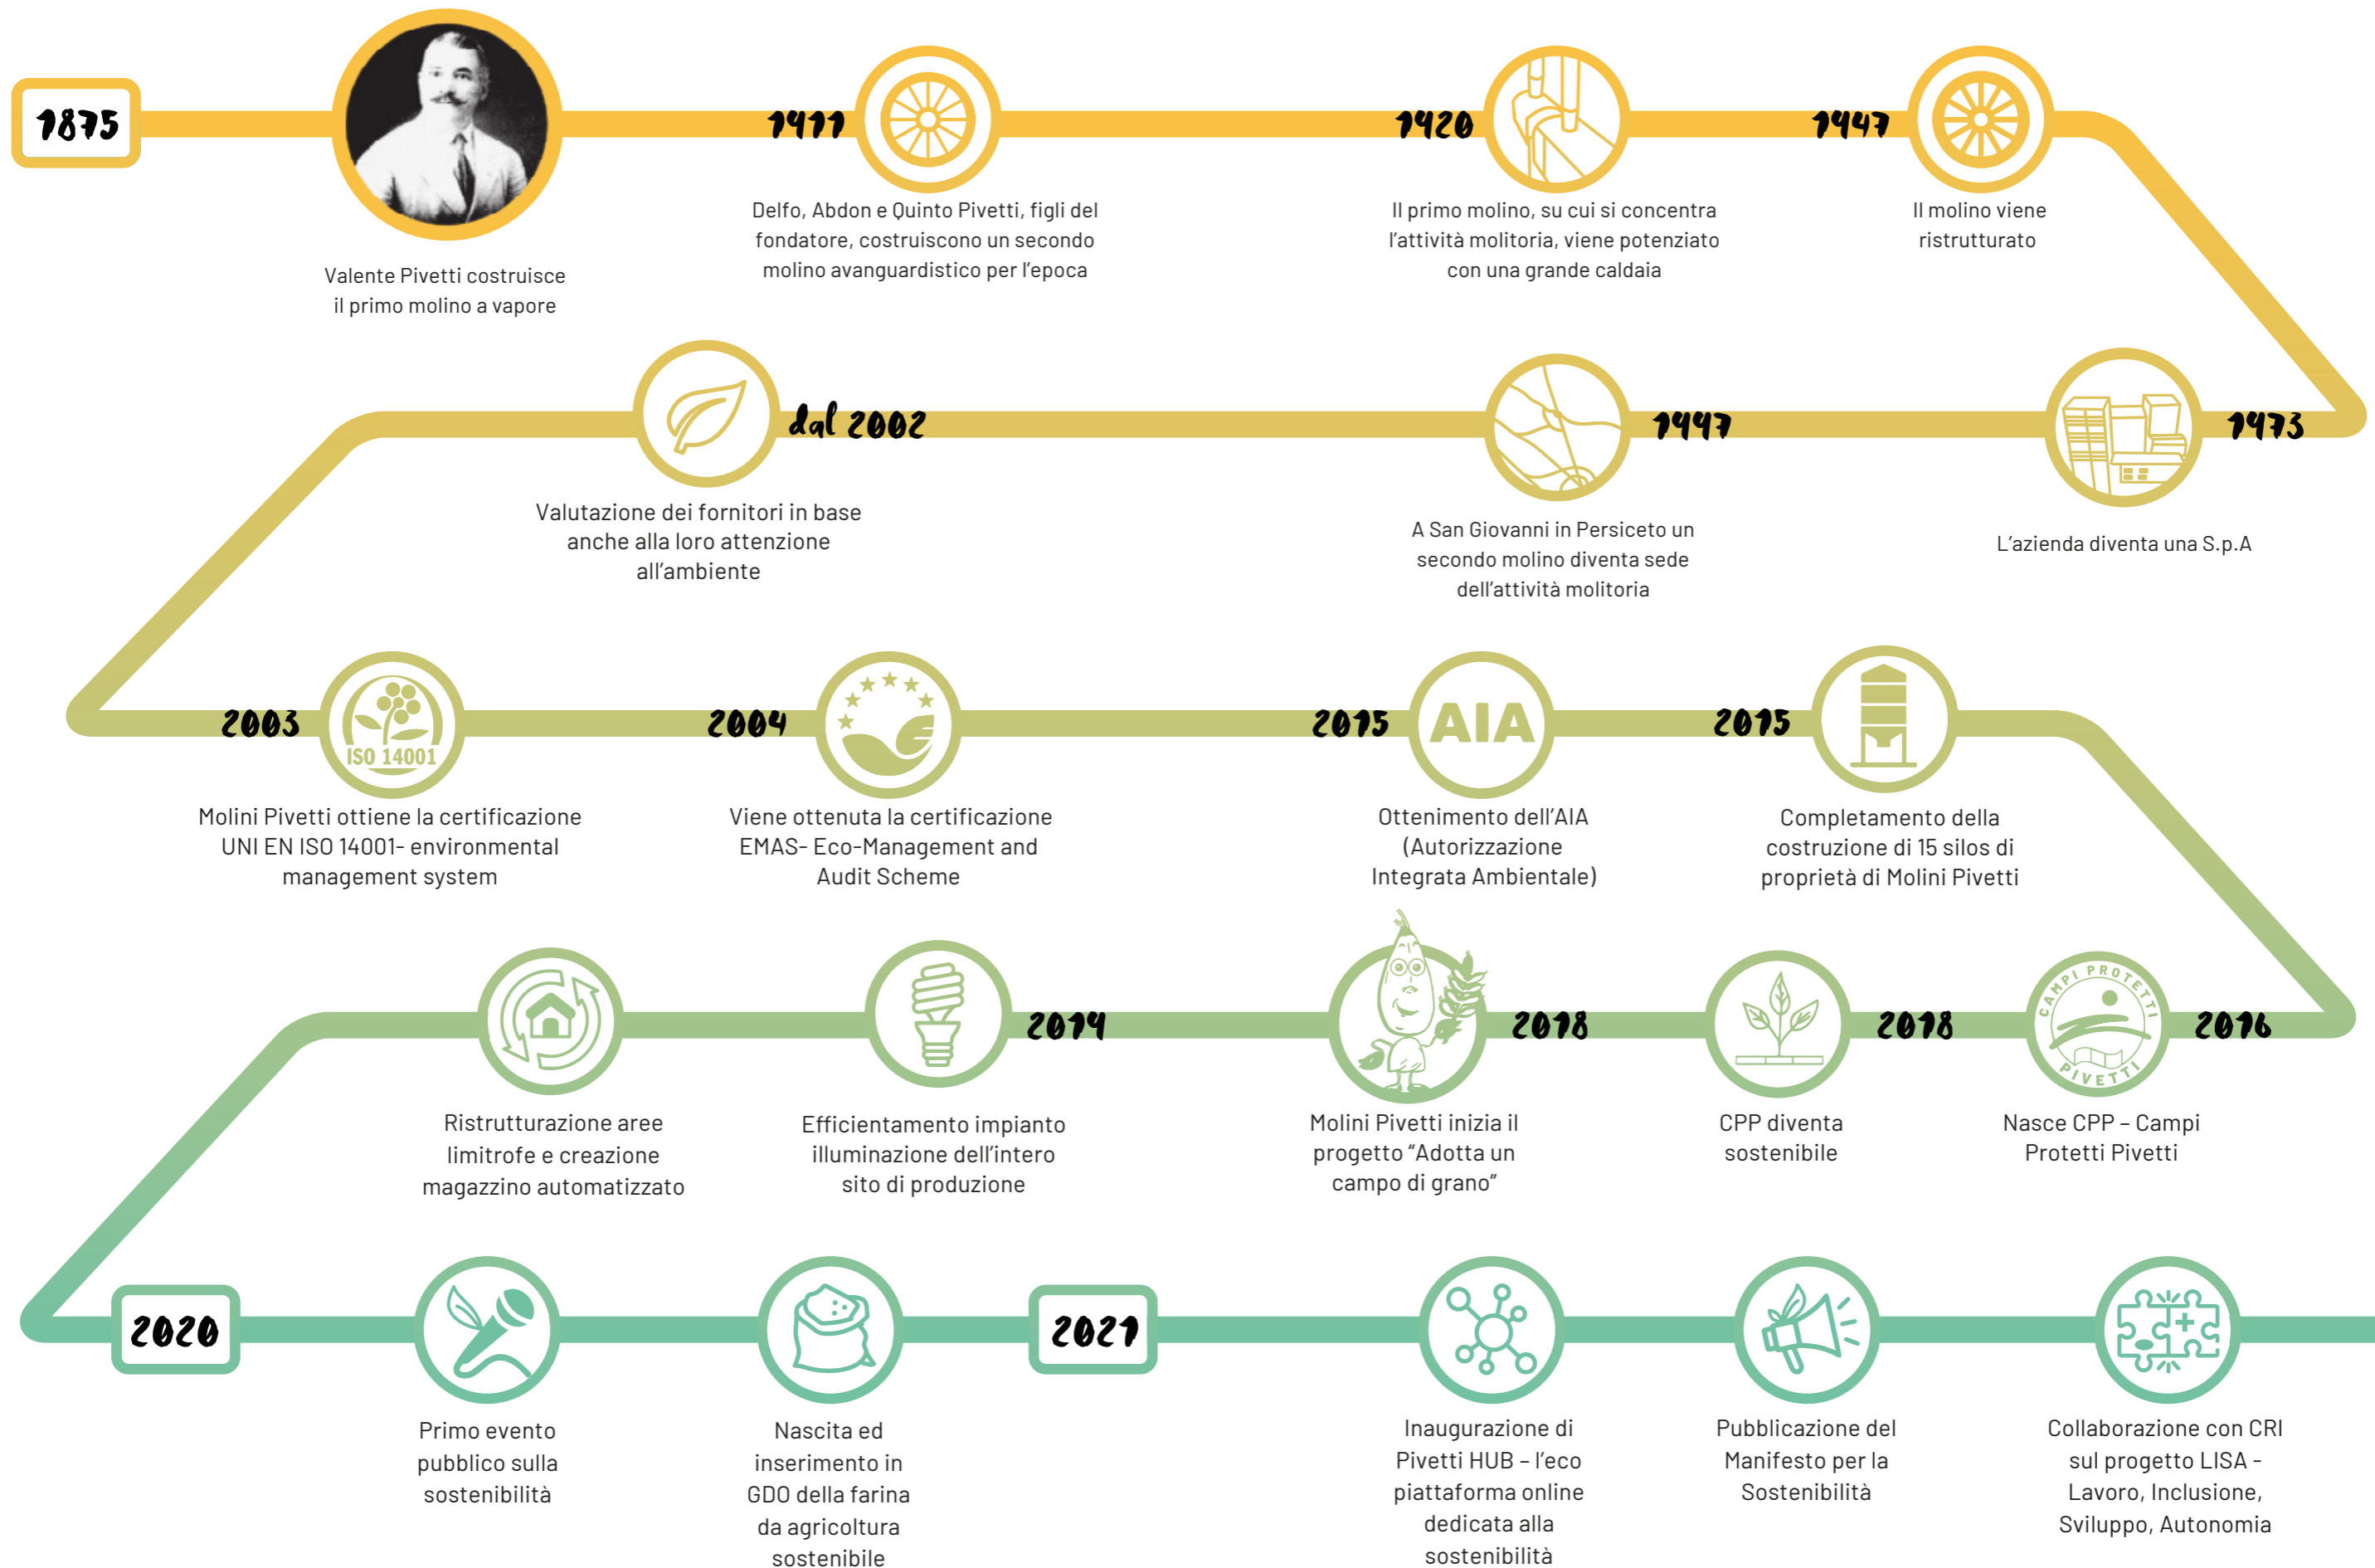 1875
Valente Pivetti costruisce
il primo molino a vapore
1911
Delfo, Abdon e Quinto Pivetti, figli del
fondatore, costruiscono un secondo
molino avanguardistico per l'epoca
1920
Il primo molino, su cui si concentra
l'attività molitoria, viene potenziato
con una grande caldaia
1947
Il molino viene
ristrutturato
1973
L'azienda diventa una S.p.A
1997
A San Giovanni in Persiceto un
secondo molino diventa sede
dell'attività molitoria
dal 2002
Valutazione dei fornitori in base
anche alla loro attenzione
all'ambiente
2003
ISO 14001
Molini Pivetti ottiene la certificazione
UNI EN ISO 14001- environmental
management system
2004
Viene ottenuta la certificazione
EMAS- Eco-Management and
Audit Scheme
2015
AIA
Ottenimento dell'AIA
(Autorizzazione
Integrata Ambientale)
2015
Completamento della
costruzione di 15 silos di
proprietà di Molini Pivetti
2016
CAMPI PROTETTI
PIVETTI
Nasce CPP – Campi
Protetti Pivetti
2018
CPP diventa
sostenibile
2018
Molini Pivetti inizia il
progetto “Adotta un
campo di grano”
2019
Efficientamento impianto
illuminazione dell'intero
sito di produzione
Ristrutturazione aree
limitrofe e creazione
magazzino automatizzato
2020
Primo evento
pubblico sulla
sostenibilità
Nascita ed
inserimento in
GDO della farina
da agricoltura
sostenibile
2021
Inaugurazione di
Pivetti HUB – l'eco
piattaforma online
dedicata alla
sostenibilità
Pubblicazione del
Manifesto per la
Sostenibilità
Collaborazione con CRI
sul progetto LISA -
Lavoro, Inclusione,
Sviluppo, Autonomia